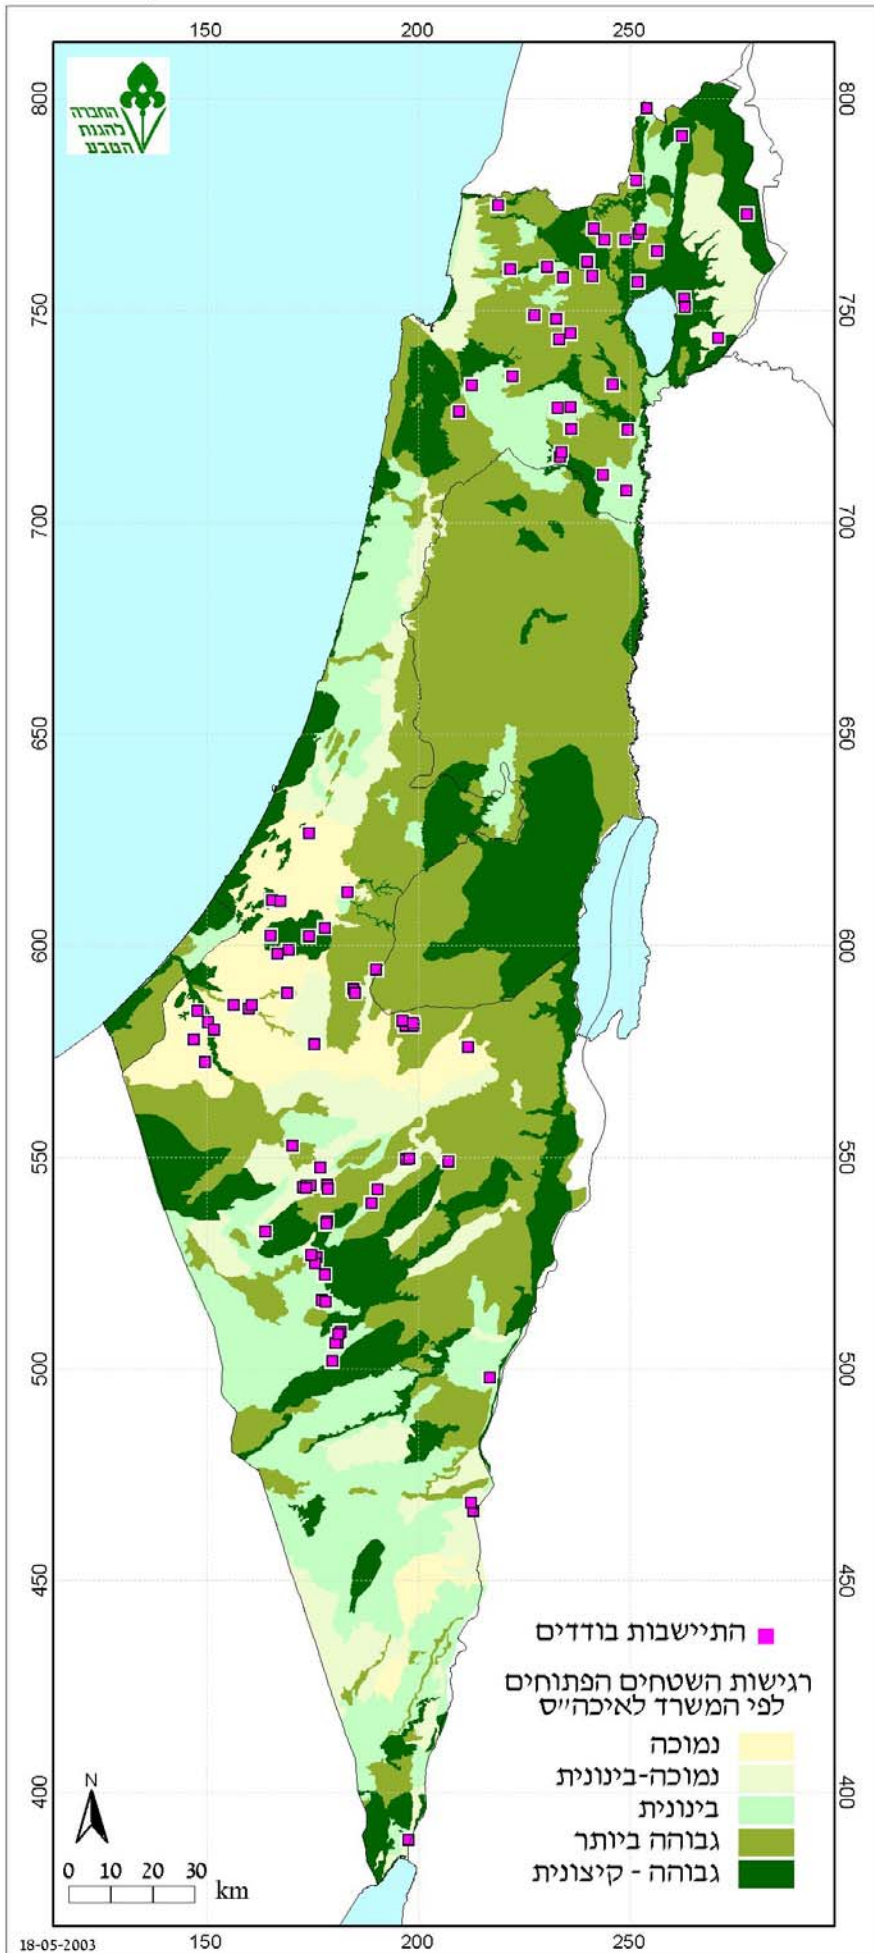 150 200 250
החברה
להגנת
הטבע
800 800
750 750
700 700
650 650
600 600
550 550
500 500
450 450
400 400
התיישבות בודדים
רגישות השטחים הפתוחים
לפי המשרד לאיכה"ס
נמוכה
נמוכה-בינונית
בינונית
גבוהה ביותר
גבוהה - קיצונית
N
0 10 20 30
km
18-05-2003
150 200 250